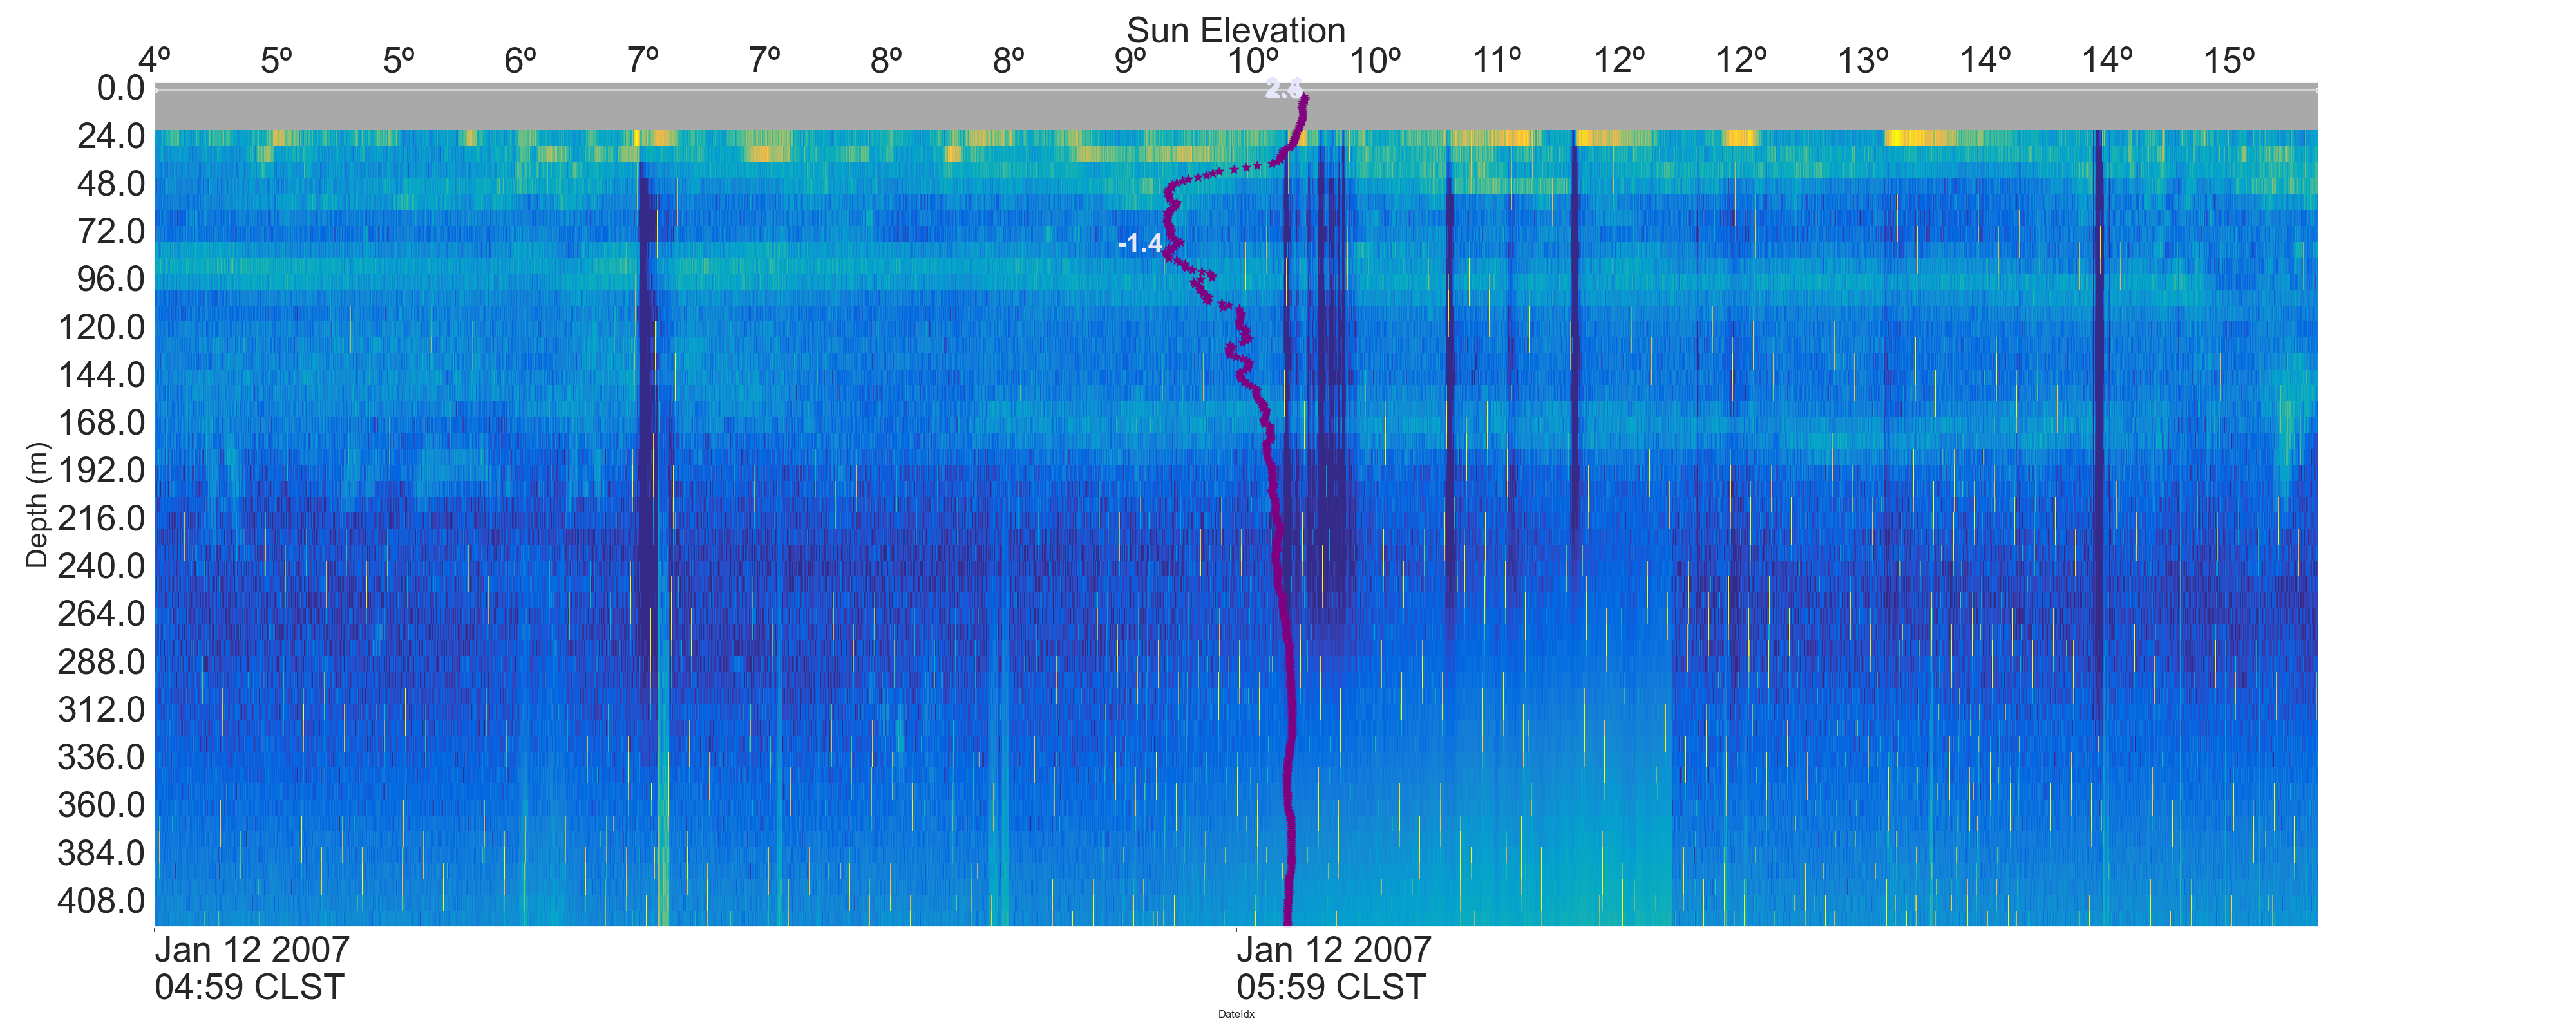 Sun Elevation
4º 5º 5º 6º 7º 7º 8º 8º 9º 10º 10º 11º 12º 12º 13º 14º 14º 15º
0.0
24.0
48.0
72.0
-1.4
96.0
120.0
144.0
168.0
192.0
216.0
240.0
264.0
288.0
312.0
336.0
360.0
384.0
408.0
Depth (m)
Jan 12 2007
04:59 CLST
Jan 12 2007
05:59 CLST
DateIdx